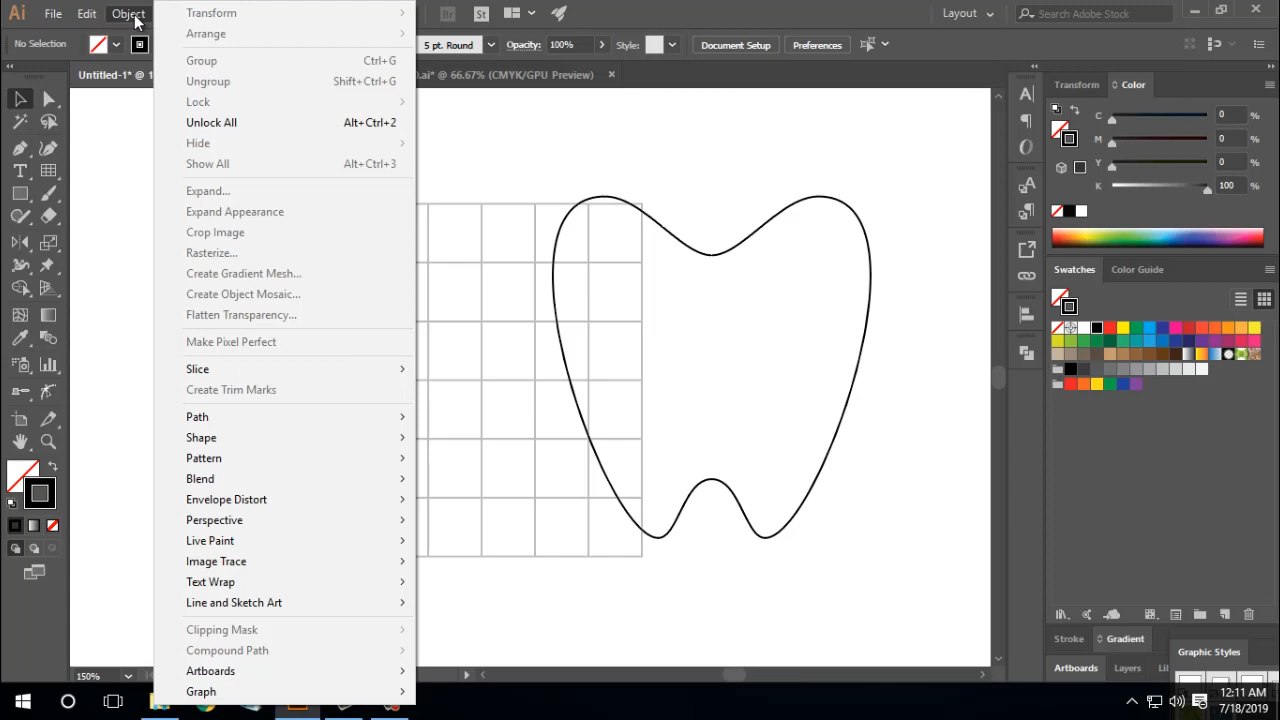 Ai File Edit Object Br St Layout Search Adobe Stock
No Selection 5 pt. Round Opacity: 100% Style: Document Setup Preferences
Untitled-1* @ 1 0.ai* @ 66.67% (CMYK/GPU Preview)
Transform
Arrange
Group Ctrl+G
Ungroup Shift+Ctrl+G
Lock
Unlock All Alt+Ctrl+2
Hide
Show All Alt+Ctrl+3
Expand...
Expand Appearance
Crop Image
Rasterize...
Create Gradient Mesh...
Create Object Mosaic...
Flatten Transparency...
Make Pixel Perfect
Slice
Create Trim Marks
Path
Shape
Pattern
Blend
Envelope Distort
Perspective
Live Paint
Image Trace
Text Wrap
Line and Sketch Art
Clipping Mask
Compound Path
Artboards
Graph
150%
Transform Color
C 0 %
M 0 %
Y 0 %
K 100 %
Swatches Color Guide
Stroke Gradient
Graphic Styles
Artboards Layers Lil
12:11 AM
7/18/2019